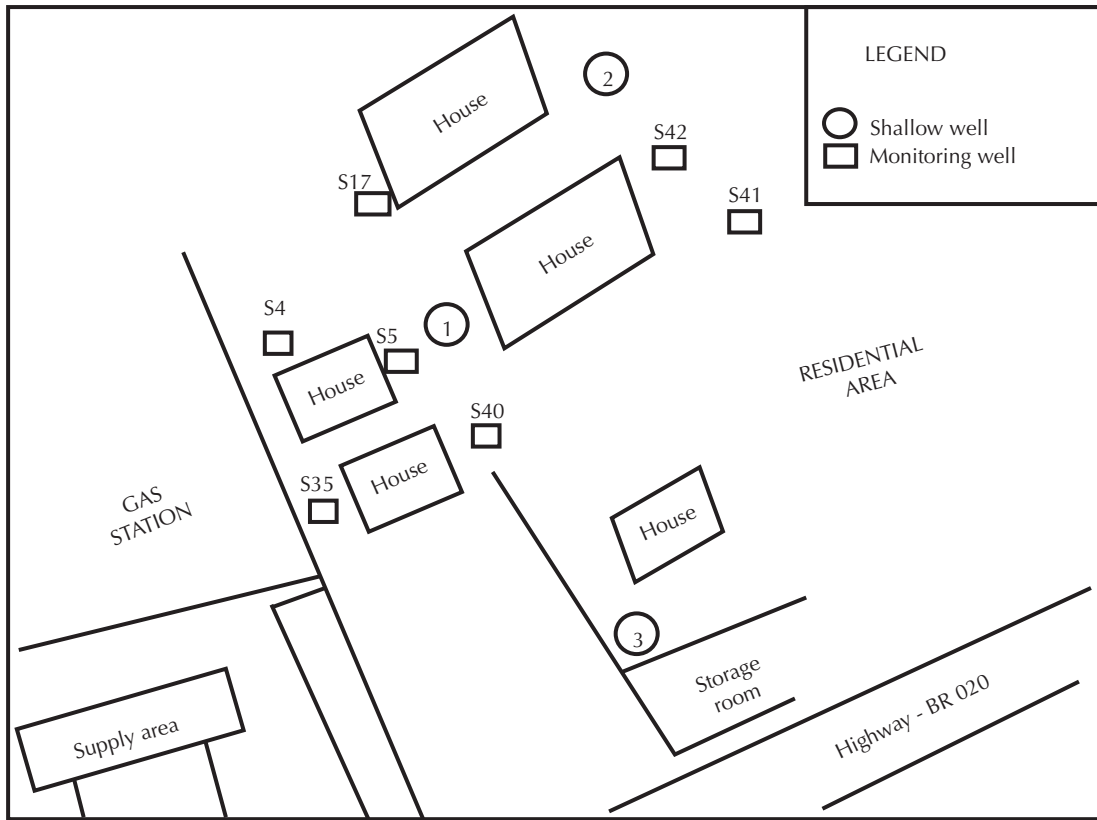 LEGEND
Shallow well
Monitoring well
2
House
S42
S17
S41
House
S4
1
S5
House
RESIDENTIAL
AREA
S40
House
S35
GAS
STATION
House
3
Storage
room
Supply area
Highway - BR 020